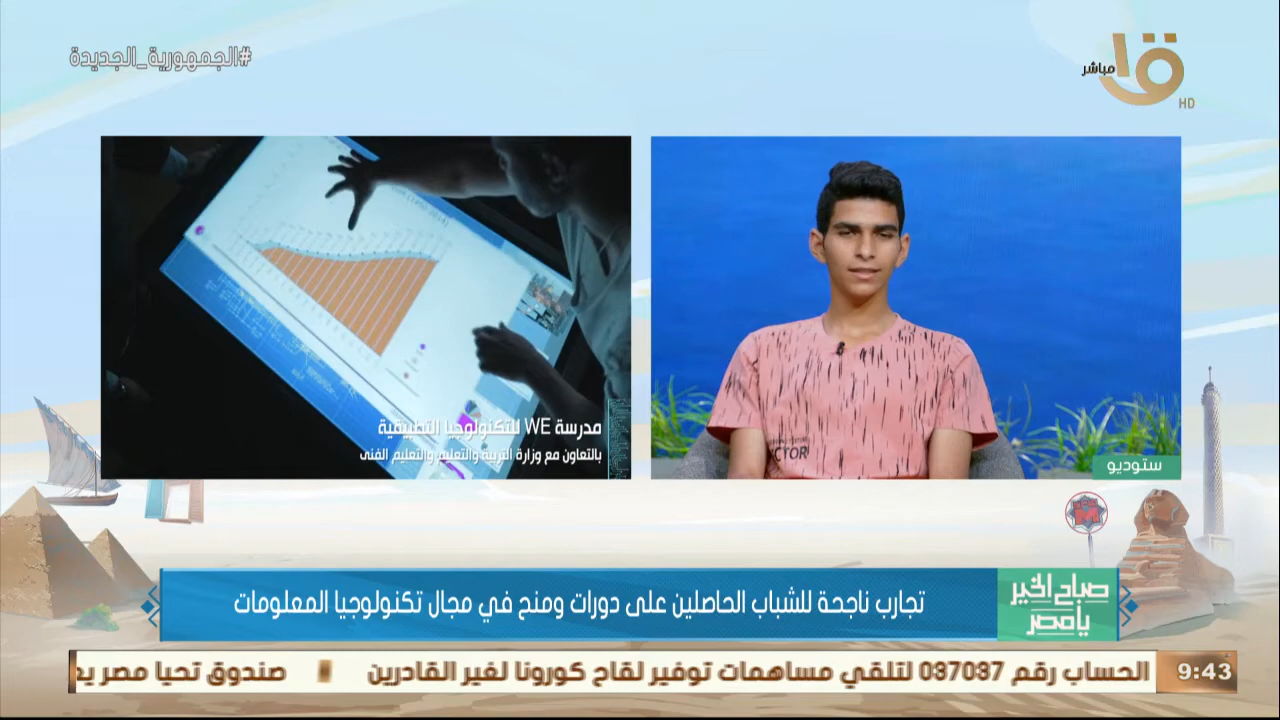 #الجمهورية_الجديدة
مباشر
HD
مدرسة WE للتكنولوجيا التطبيقية
بالتعاون مع وزارة التربية والتعليم والتعليم الفنى
CTOR
ستوديو
صباح الخير
يا مصر
تجارب ناجحة للشباب الحاصلين على دورات ومنح في مجال تكنولوجيا المعلومات
9:43
الحساب رقم 037037 لتلقي مساهمات توفير لقاح كورونا لغير القادرين
صندوق تحيا مصر يع